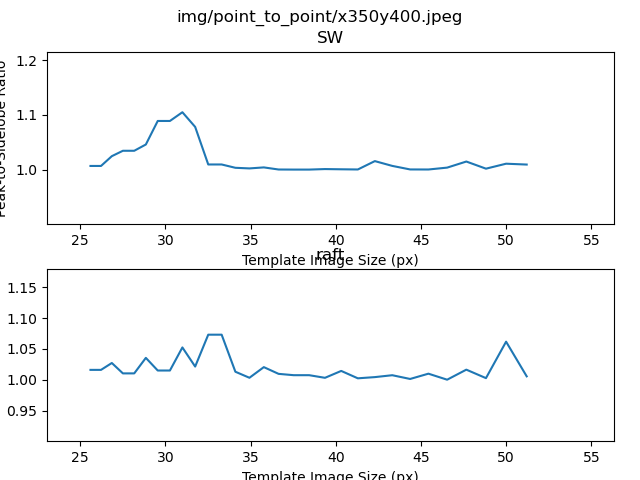 img/point_to_point/x350y400.jpeg
SW
1.2
1.1
1.0
Peak-to-Sidelobe Ratio
25 30 35 40 45 50 55
Template Image Size (px)
raft
1.15
1.10
1.05
1.00
0.95
25 30 35 40 45 50 55
Template Image Size (px)